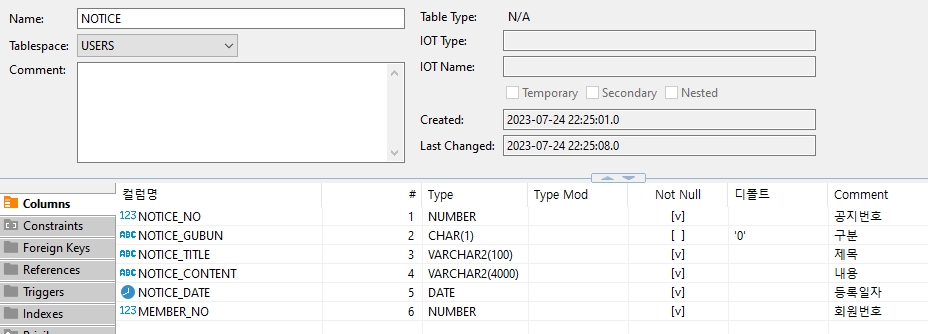 Name: NOTICE Table Type: N/A
Tablespace: USERS IOT Type:
Comment: IOT Name:
Temporary Secondary Nested
Created: 2023-07-24 22:25:01.0
Last Changed: 2023-07-24 22:25:08.0
컬럼명 # Type Type Mod Not Null 디폴트 Comment
Columns
Constraints
Foreign Keys
References
Triggers
Indexes
123 NOTICE_NO 1 NUMBER [v] 공지번호
ABC NOTICE_GUBUN 2 CHAR(1) [ ] '0' 구분
ABC NOTICE_TITLE 3 VARCHAR2(100) [v] 제목
ABC NOTICE_CONTENT 4 VARCHAR2(4000) [v] 내용
NOTICE_DATE 5 DATE [v] 등록일자
123 MEMBER_NO 6 NUMBER [v] 회원번호